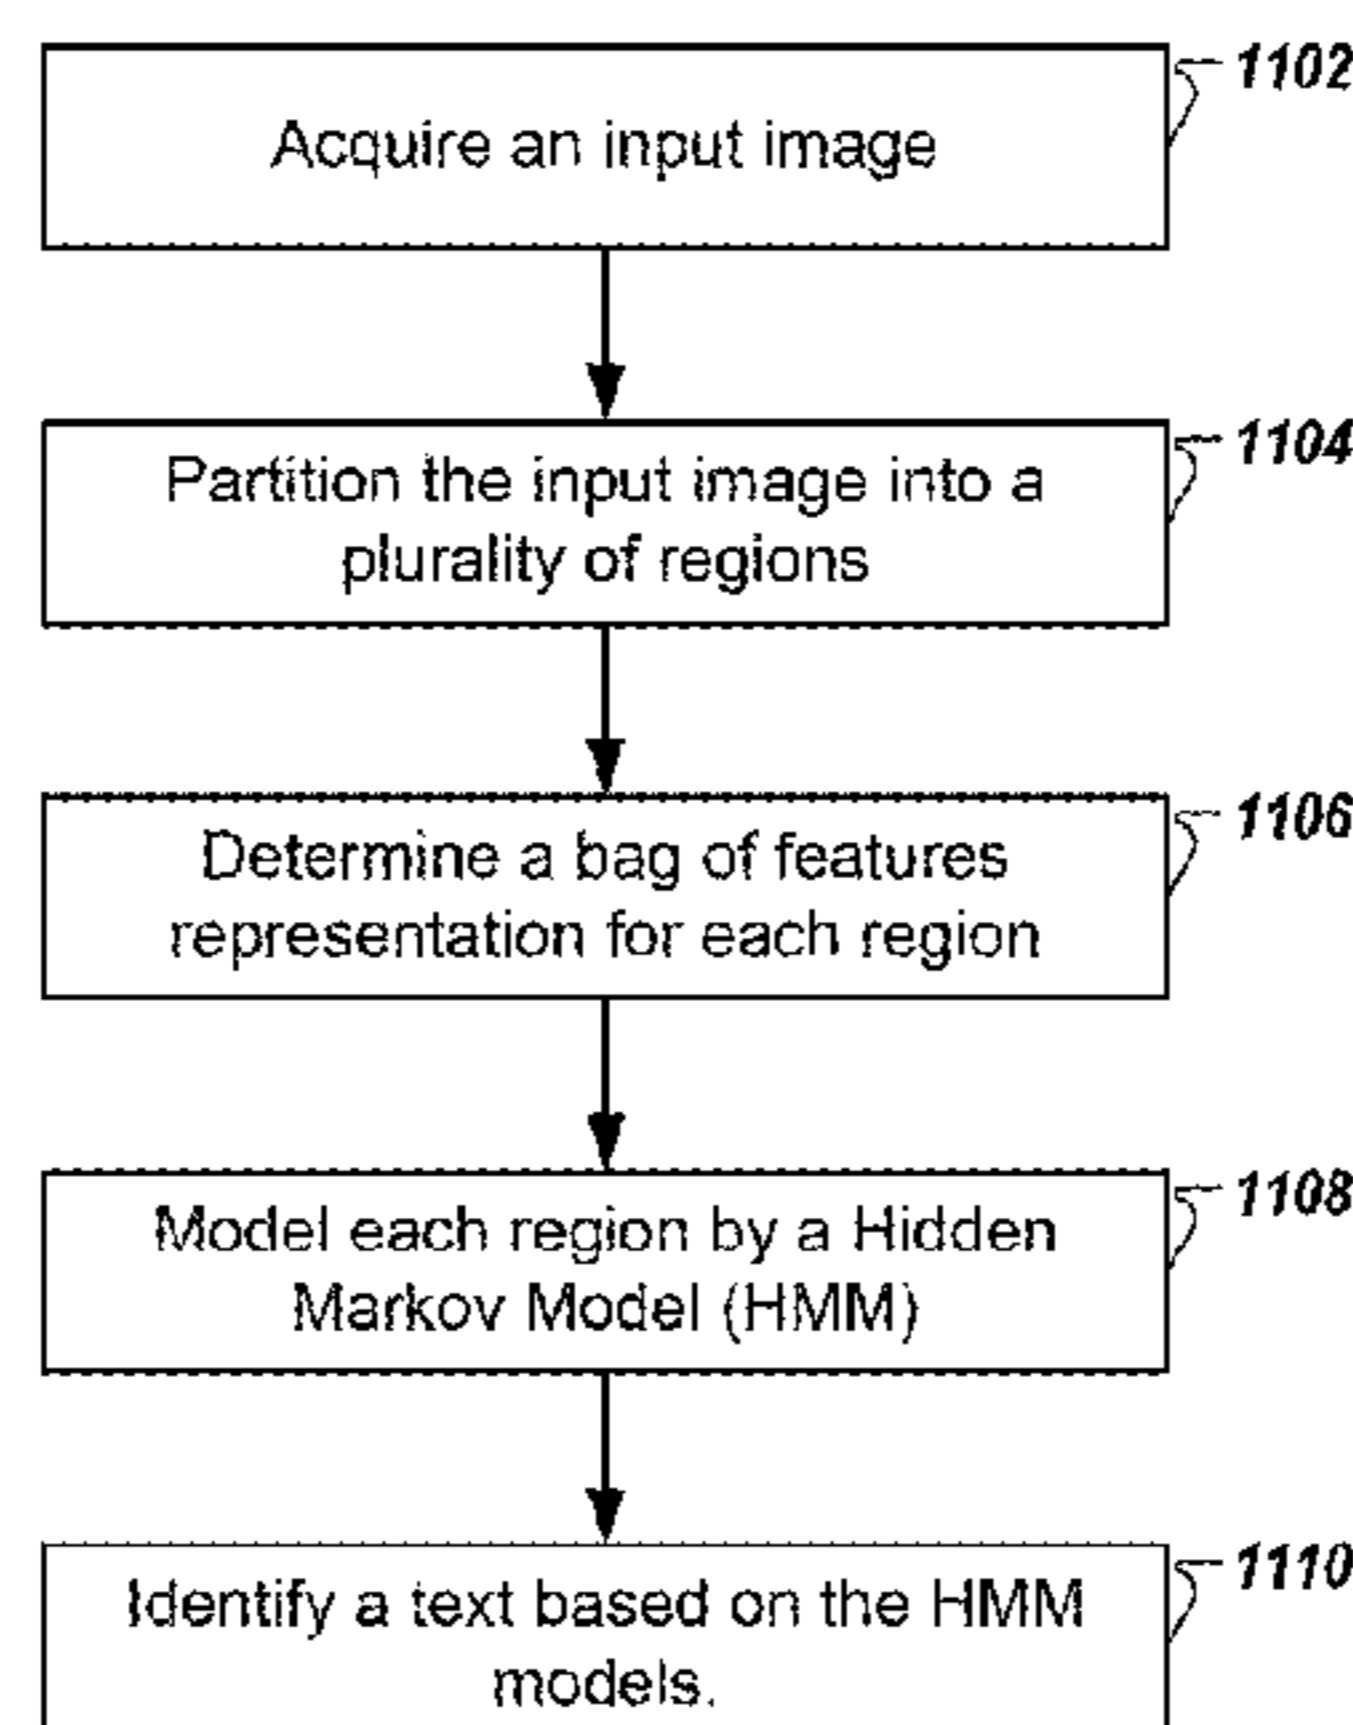 1102
Acquire an input image
1104
Partition the input image into a
plurality of regions
1106
Determine a bag of features
representation for each region
1108
Model each region by a Hidden
Markov Model (HMM)
1110
Identify a text based on the HMM
models.